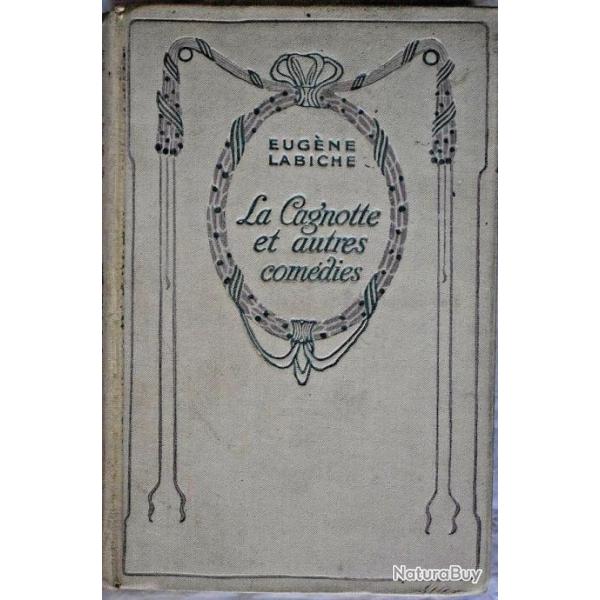 EUGÈNE
LABICHE
La Cagnotte
et autres
comédies
NaturaBuy